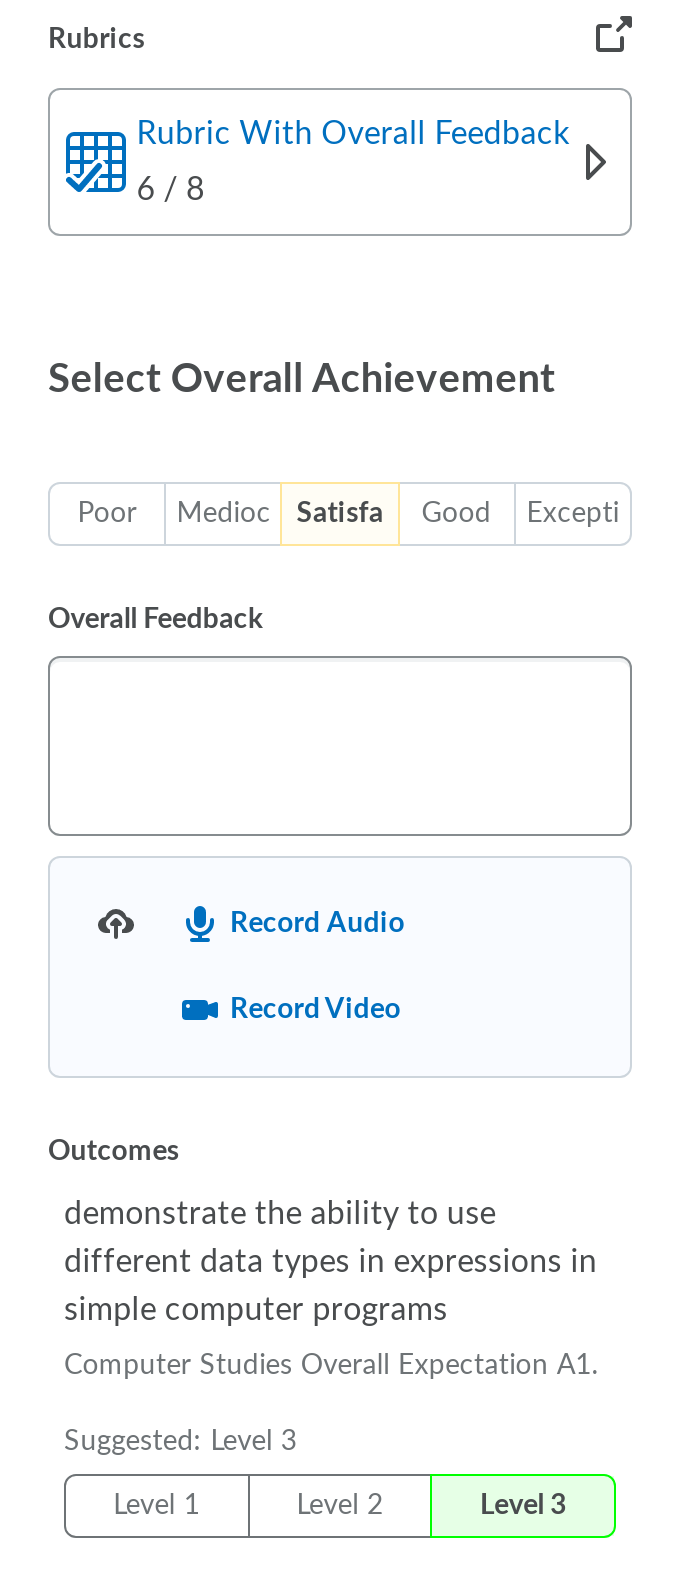 Rubrics
Rubric With Overall Feedback
6 / 8
Select Overall Achievement
Poor Medioc Satisfa Good Excepti
Overall Feedback
Record Audio
Record Video
Outcomes
demonstrate the ability to use
different data types in expressions in
simple computer programs
Computer Studies Overall Expectation A1.
Suggested: Level 3
Level 1 Level 2 Level 3